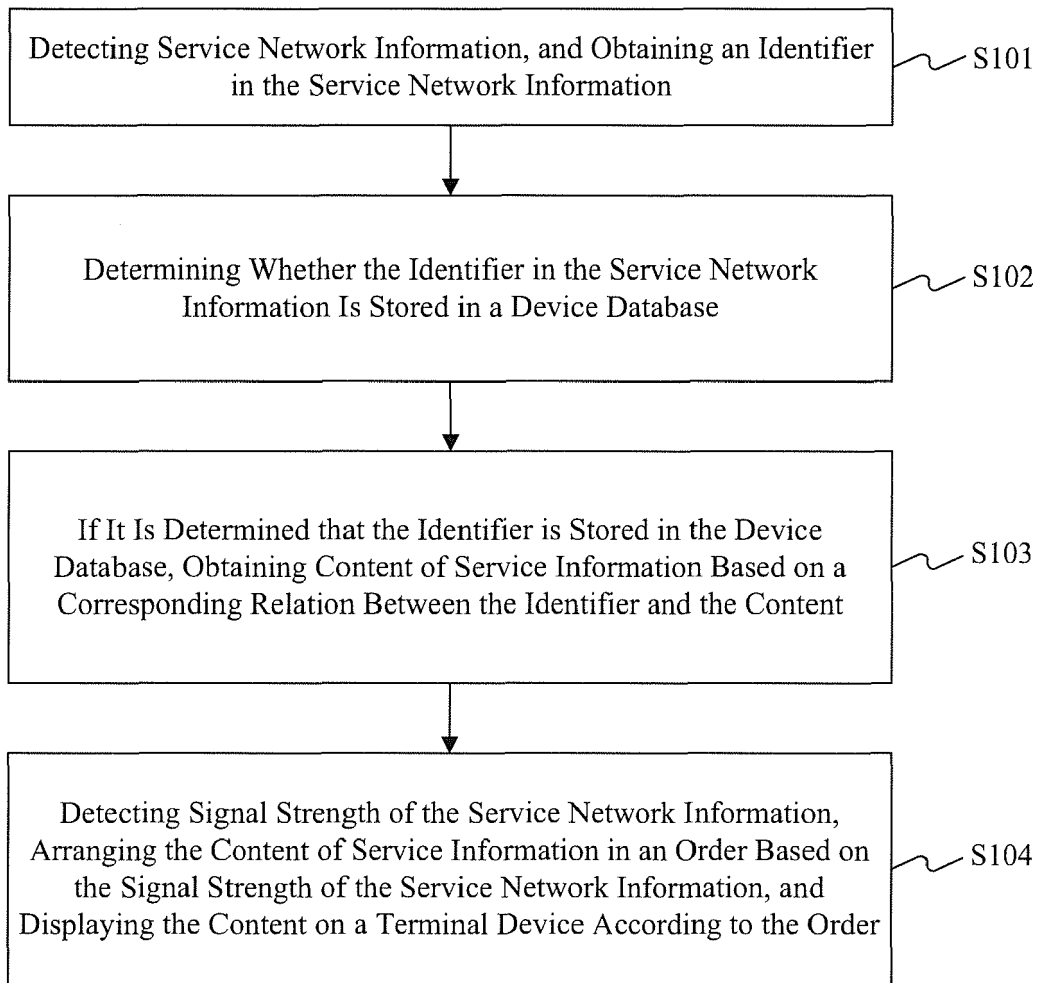 Detecting Service Network Information, and Obtaining an Identifier
in the Service Network Information
S101
Determining Whether the Identifier in the Service Network
Information Is Stored in a Device Database
S102
If It Is Determined that the Identifier is Stored in the Device
Database, Obtaining Content of Service Information Based on a
Corresponding Relation Between the Identifier and the Content
S103
Detecting Signal Strength of the Service Network Information,
Arranging the Content of Service Information in an Order Based on
the Signal Strength of the Service Network Information, and
Displaying the Content on a Terminal Device According to the Order
S104